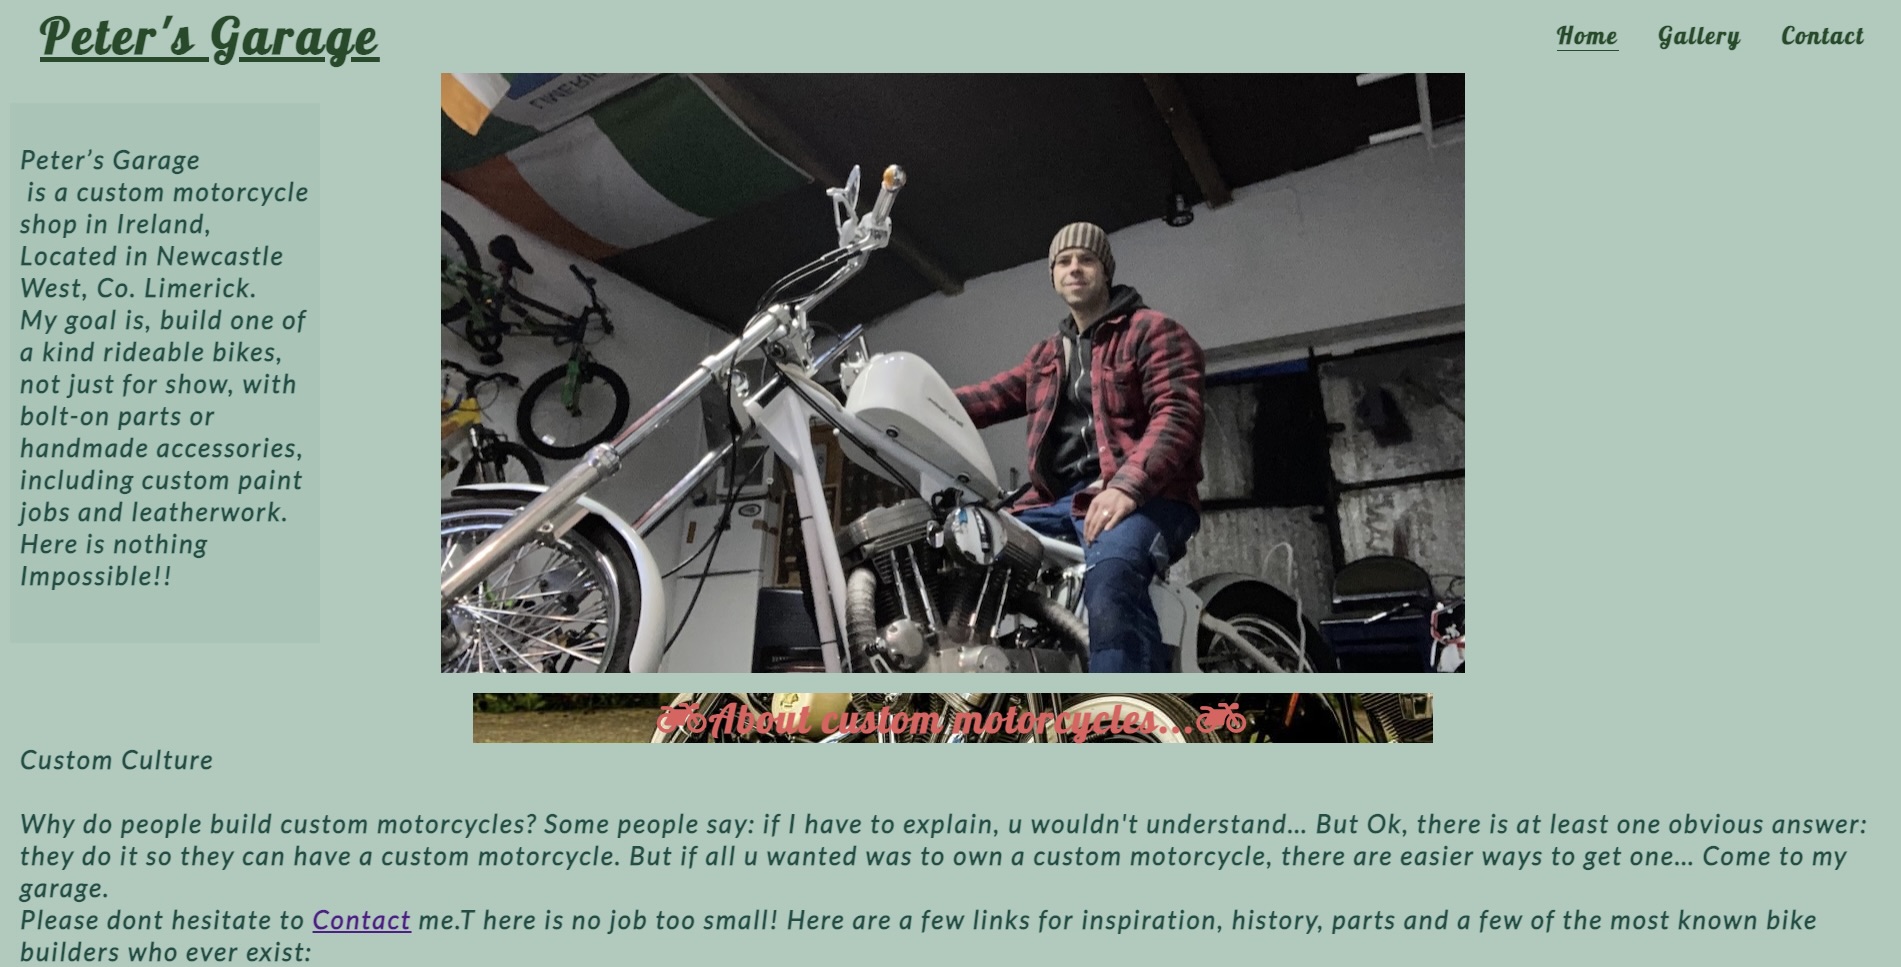 Peter's Garage
Home Gallery Contact
Peter's Garage
is a custom motorcycle
shop in Ireland,
Located in Newcastle
West, Co. Limerick.
My goal is, build one of
a kind rideable bikes,
not just for show, with
bolt-on parts or
handmade accessories,
including custom paint
jobs and leatherwork.
Here is nothing
Impossible!!
About custom motorcycles...
Custom Culture
Why do people build custom motorcycles? Some people say: if I have to explain, u wouldn't understand... But Ok, there is at least one obvious answer:
they do it so they can have a custom motorcycle. But if all u wanted was to own a custom motorcycle, there are easier ways to get one... Come to my
garage.
Please dont hesitate to Contact me.T here is no job too small! Here are a few links for inspiration, history, parts and a few of the most known bike
builders who ever exist: